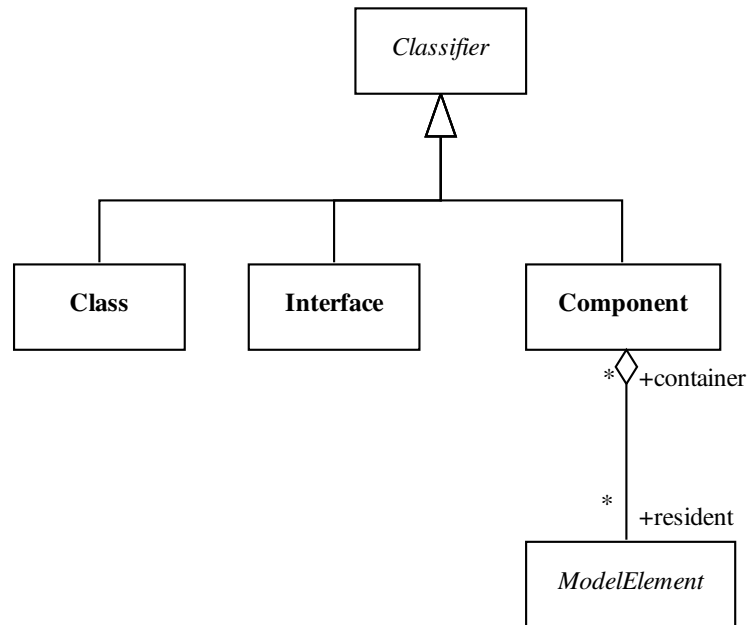 Classifier
Class
Interface
Component
* +container
* +resident
ModelElement